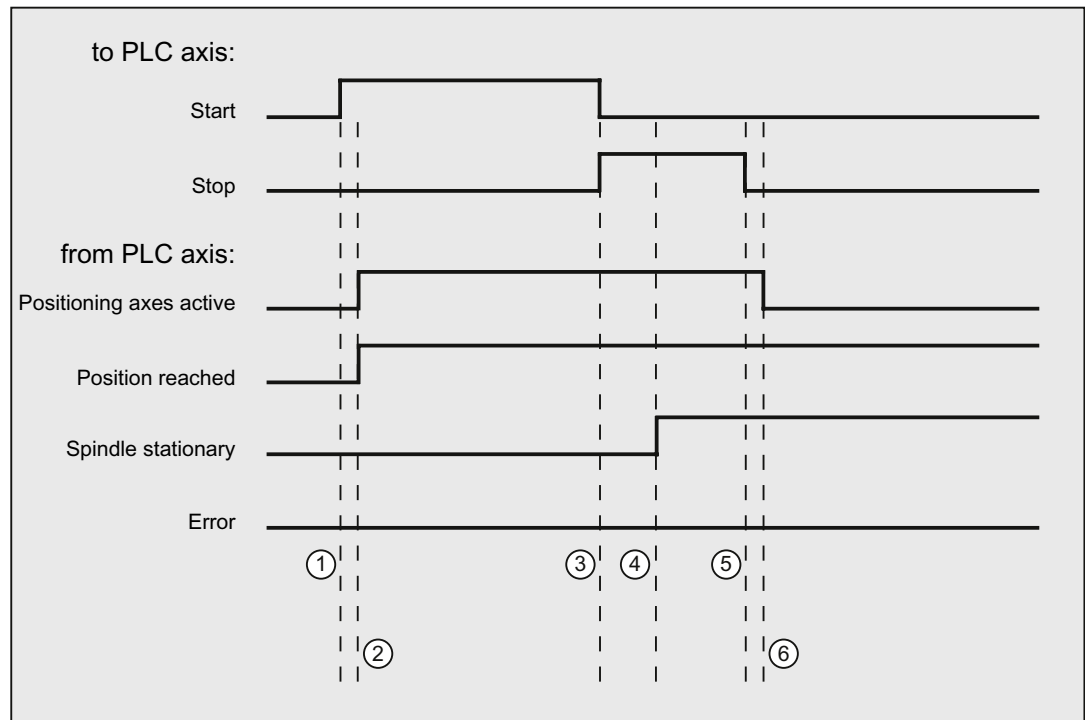 to PLC axis:
Start
Stop
from PLC axis:
Positioning axes active
Position reached
Spindle stationary
Error
1
3
4
5
2
6